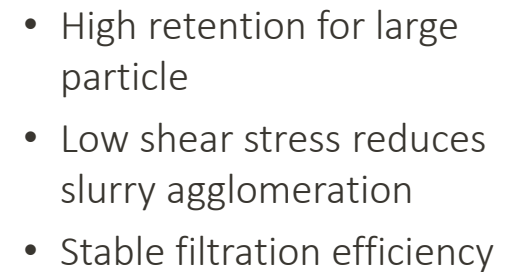 • High retention for large
particle
• Low shear stress reduces
slurry agglomeration
• Stable filtration efficiency